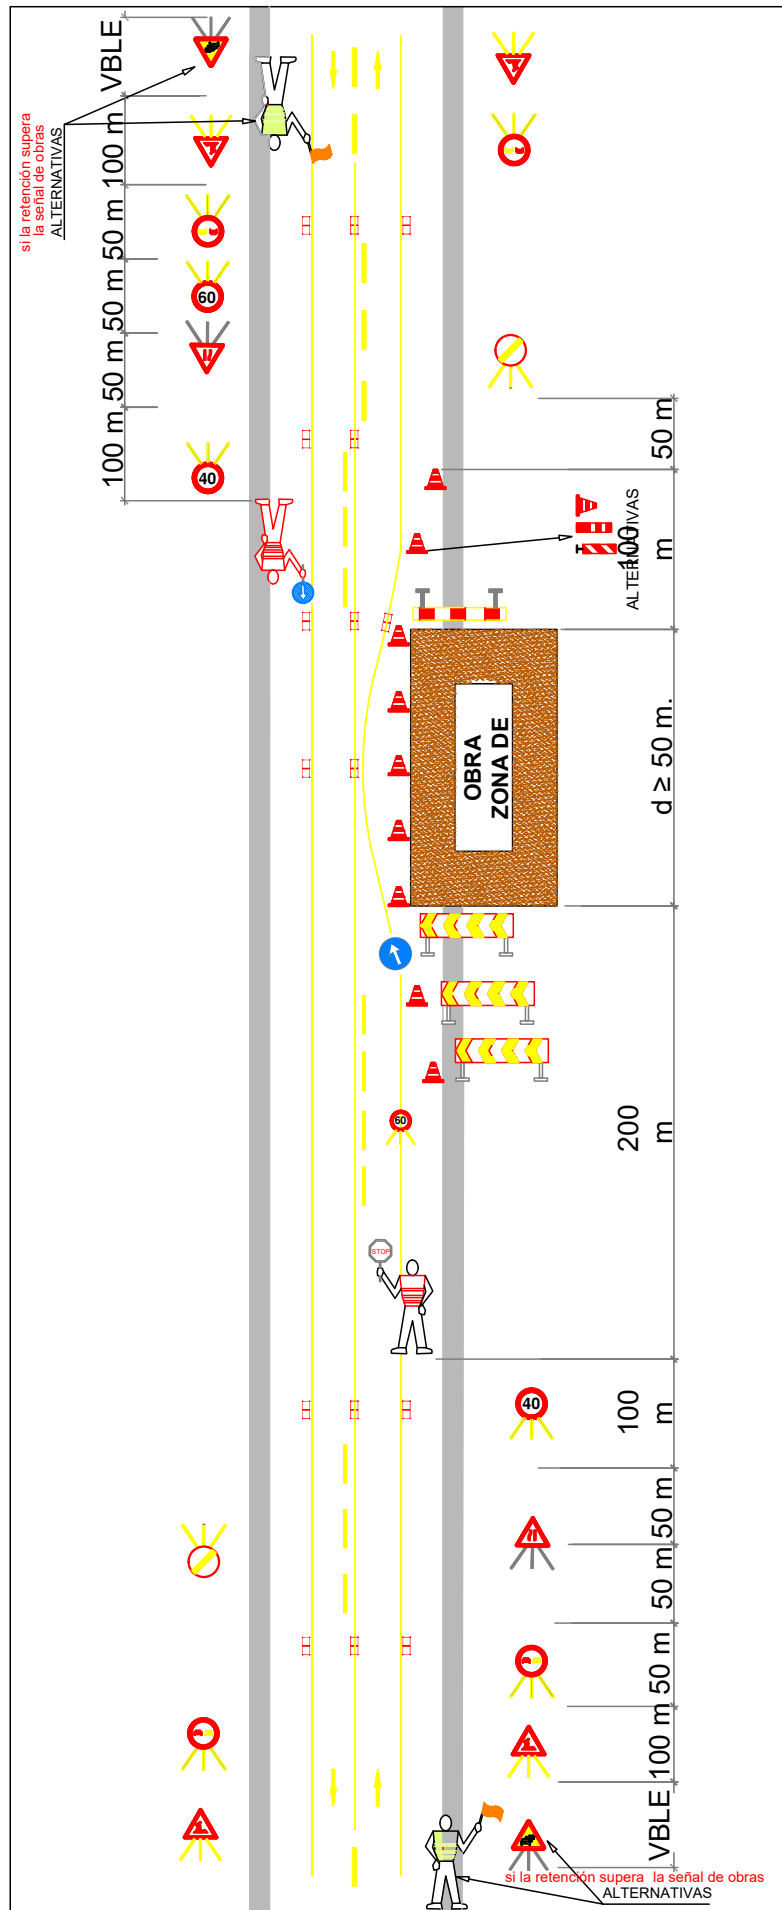 VBLE
100 m
50 m
50 m
50 m
100 m
si la retención supera
la señal de obras
ALTERNATIVAS
60
40
50 m
100
m
ALTERNATIVAS
d ≥ 50 m.
OBRA
ZONA DE
200
m
60
STOP
100
m
40
50 m
50 m
50 m
100 m
VBLE
si la retención supera la señal de obras
ALTERNATIVAS